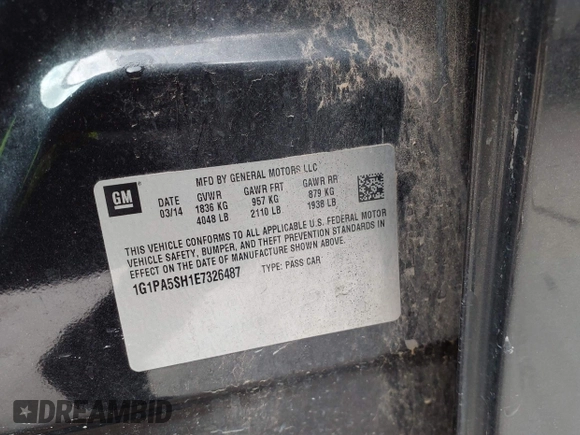 GM
MFD BY GENERAL MOTORS LLC
DATE GVWR GAWR FRT GAWR RR
03/14 1836 KG 957 KG 879 KG
4048 LB 2110 LB 1938 LB
THIS VEHICLE CONFORMS TO ALL APPLICABLE U.S. FEDERAL MOTOR
VEHICLE SAFETY, BUMPER, AND THEFT PREVENTION STANDARDS IN
EFFECT ON THE DATE OF MANUFACTURE SHOWN ABOVE.
1G1PA5SH1E7326487 TYPE: PASS CAR
DREAMBID